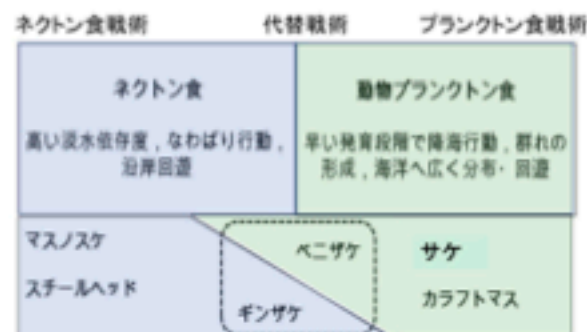 ネクトン食戦術
代替戦術
プランクトン食戦術
ネクトン食
高い淡水依存度，なわばり行動，
沿岸回遊
動物プランクトン食
早い発育段階で降海行動，群れの
形成，海洋へ広く分布・回遊
マスノスケ
スチールヘッド
ベニザケ
ギンザケ
サケ
カラフトマス